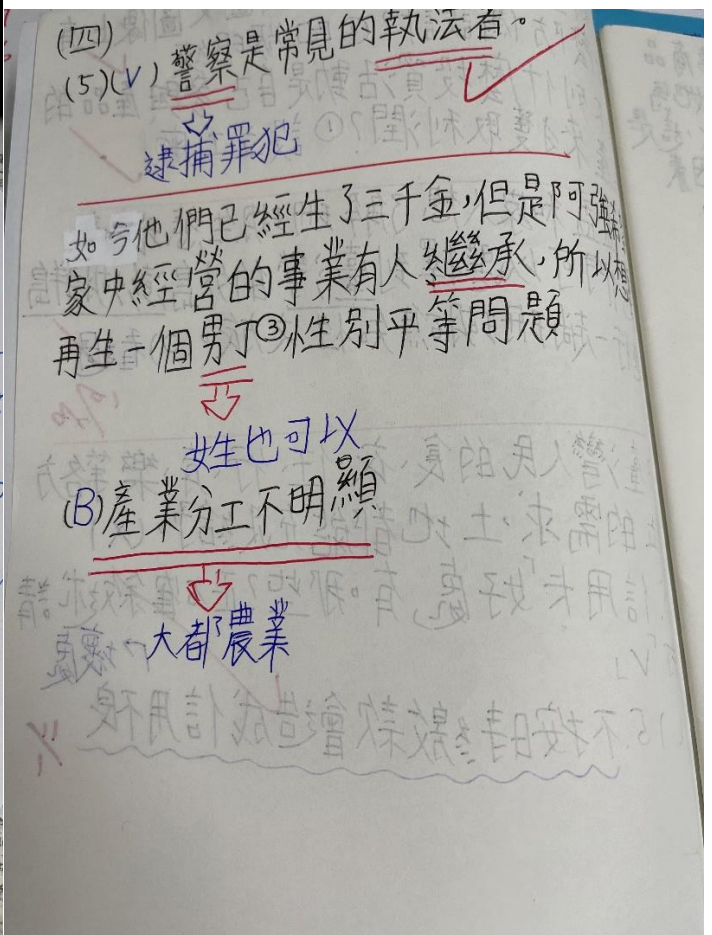 (四)
(5)(V)警察是常見的執法者。
逮捕罪犯
如今他們已經生了三千金,但是阿強
家中經營的事業有人繼承,所以想
再生一個男丁③性別平等問題
女生也可以
(B)產業分工不明顯
大都農業